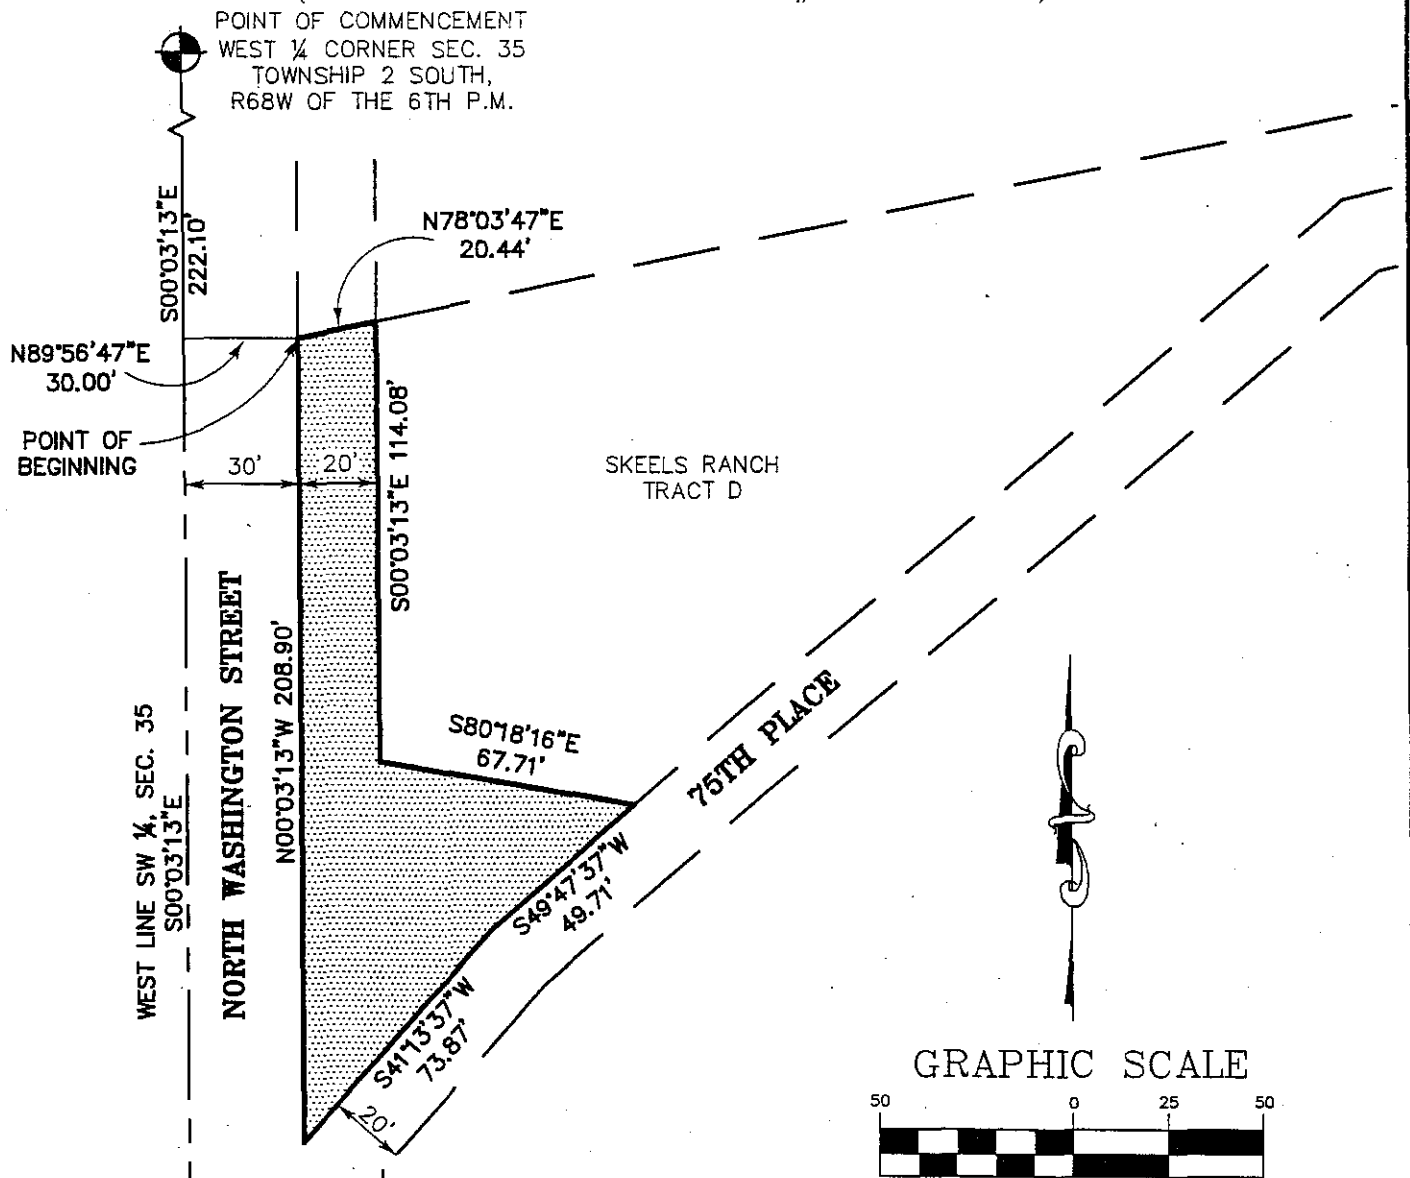 POINT OF COMMENCEMENT
WEST 1/4 CORNER SEC. 35
TOWNSHIP 2 SOUTH,
R68W OF THE 6TH P.M.
S00°03'13"E
222.10'
N78°03'47"E
20.44'
N89°56'47"E
30.00'
POINT OF
BEGINNING
30'
20'
S00°03'13"E 114.08'
SKEELS RANCH
TRACT D
NORTH WASHINGTON STREET
N00°03'13"W 208.90'
WEST LINE SW 1/4, SEC. 35
S00°03'13"E
S80°18'16"E
67.71'
75TH PLACE
S49°47'37"W
49.71'
S41°13'37"W
73.87'
20'
GRAPHIC SCALE
50 0 25 50